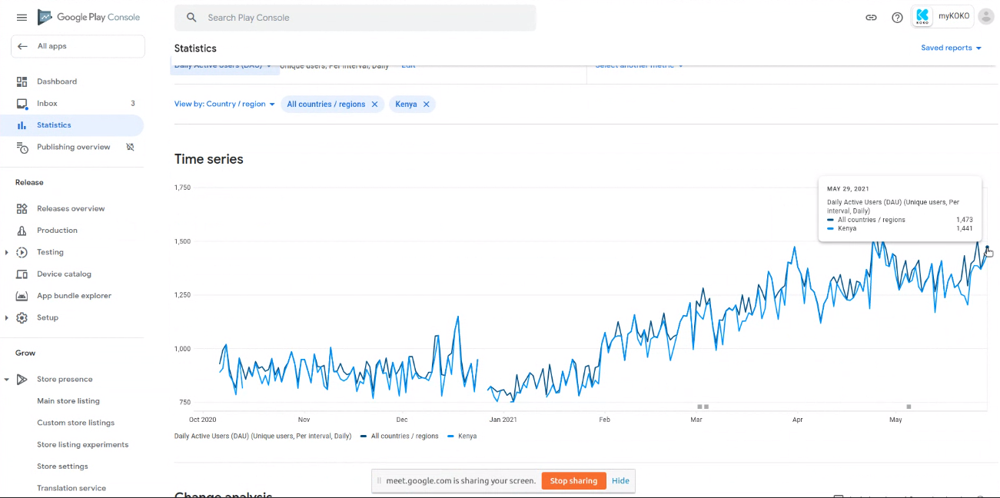 Google Play Console
Search Play Console
myKOKO
KOKO
All apps
Statistics
Saved reports
Daily Active Users (DAU) Unique users, Per interval, Daily Edit
Select another metric
Dashboard
Inbox 3
Statistics
Publishing overview
Release
Releases overview
Production
Testing
Device catalog
App bundle explorer
Setup
Grow
Store presence
Main store listing
Custom store listings
Store listing experiments
Store settings
Translation service
View by: Country / region
All countries / regions
Kenya
Time series
1,750
1,500
1,250
1,000
750
MAY 29, 2021
Daily Active Users (DAU) (Unique users, Per
interval, Daily)
All countries / regions 1,473
Kenya 1,441
Oct 2020 Nov Dec Jan 2021 Feb Mar Apr May
Daily Active Users (DAU) (Unique users, Per interval, Daily) All countries / regions Kenya
meet.google.com is sharing your screen. Stop sharing Hide
Change analysis